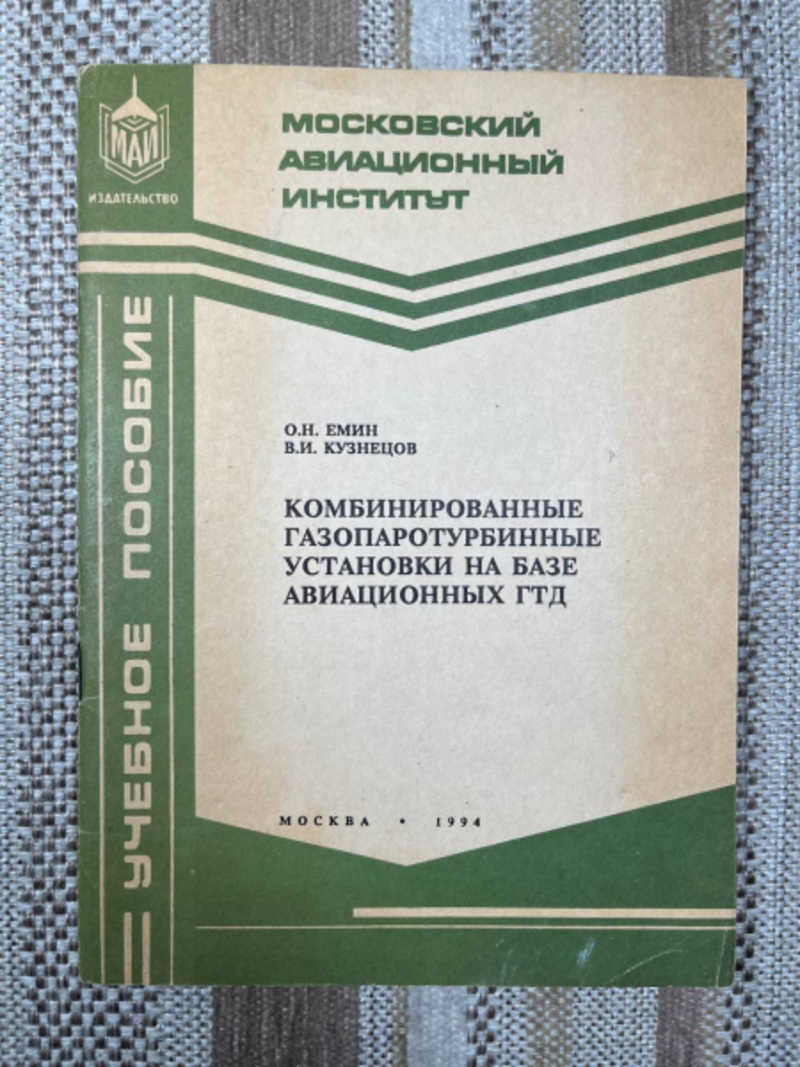 МАИ
ИЗДАТЕЛЬСТВО
МОСКОВСКИЙ
АВИАЦИОННЫЙ
ИНСТИТУТ
УЧЕБНОЕ ПОСОБИЕ
О.Н. ЕМИН
В.И. КУЗНЕЦОВ
КОМБИНИРОВАННЫЕ
ГАЗОПАРОТУРБИННЫЕ
УСТАНОВКИ НА БАЗЕ
АВИАЦИОННЫХ ГТД
МОСКВА • 1994